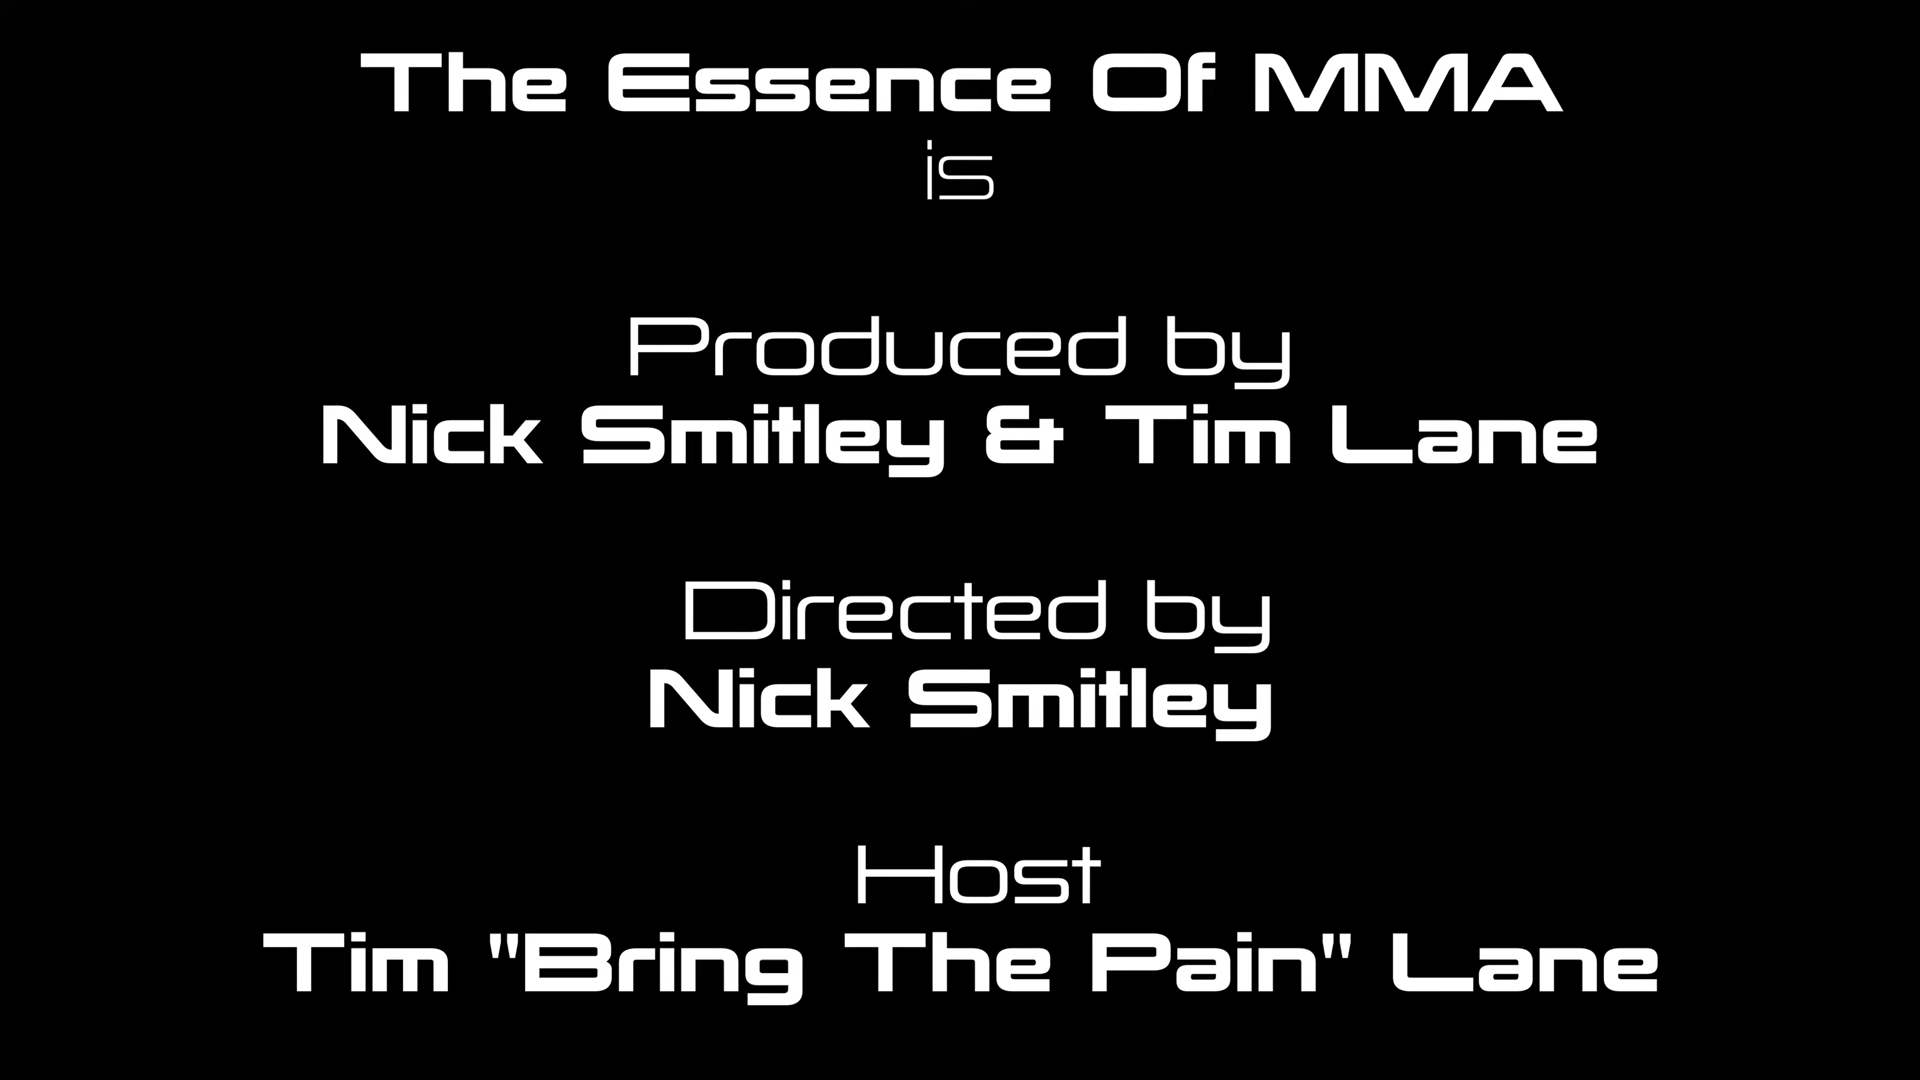 The Essence Of MMA
is
Produced by
Nick Smitley & Tim Lane
Directed by
Nick Smitley
Host
Tim "Bring The Pain" Lane